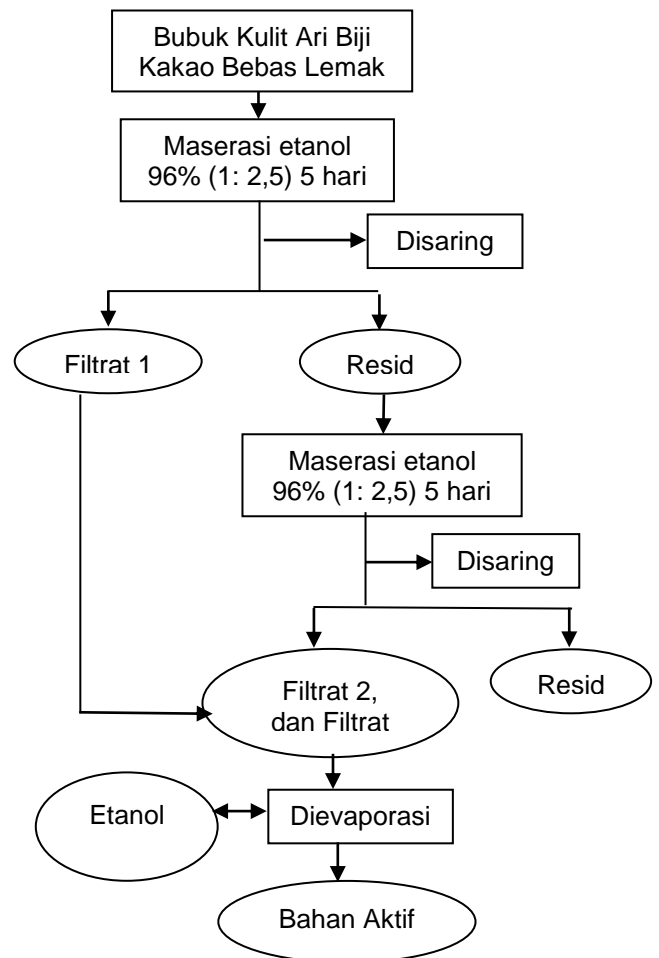 Bubuk Kulit Ari Biji
Kakao Bebas Lemak
Maserasi etanol
96% (1: 2,5) 5 hari
Disaring
Filtrat 1
Resid
Maserasi etanol
96% (1: 2,5) 5 hari
Disaring
Filtrat 2,
dan Filtrat
Resid
Etanol
Dievaporasi
Bahan Aktif